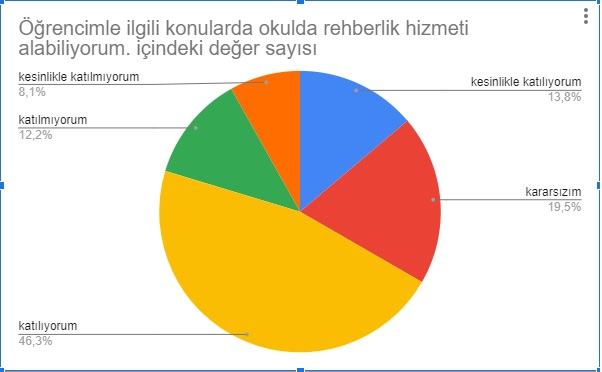 Öğrencimle ilgili konularda okulda rehberlik hizmeti
alabiliyorum. içindeki değer sayısı
kesinlikle katılmıyorum
8,1%
kesinlikle katılıyorum
13,8%
katılmıyorum
12,2%
kararsızım
19,5%
katılıyorum
46,3%